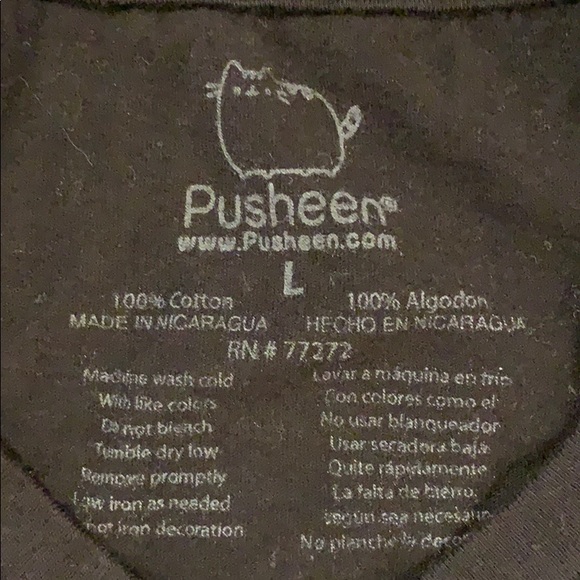 Pusheen®
www.Pusheen.com
L
100% Cotton
MADE IN NICARAGUA
100% Algodon
HECHO EN NICARAGUA
RN # 77272
Machine wash cold
With like colors
Do not bleach
Tumble dry low
Remove promptly
Low iron as needed
not iron decoration
Lavar a máquina en frio
Con colores como el
No usar blanqueador
Usar secadora baja
Quite rápidamente
La falta de hierro,
según sea necesario
No planche la